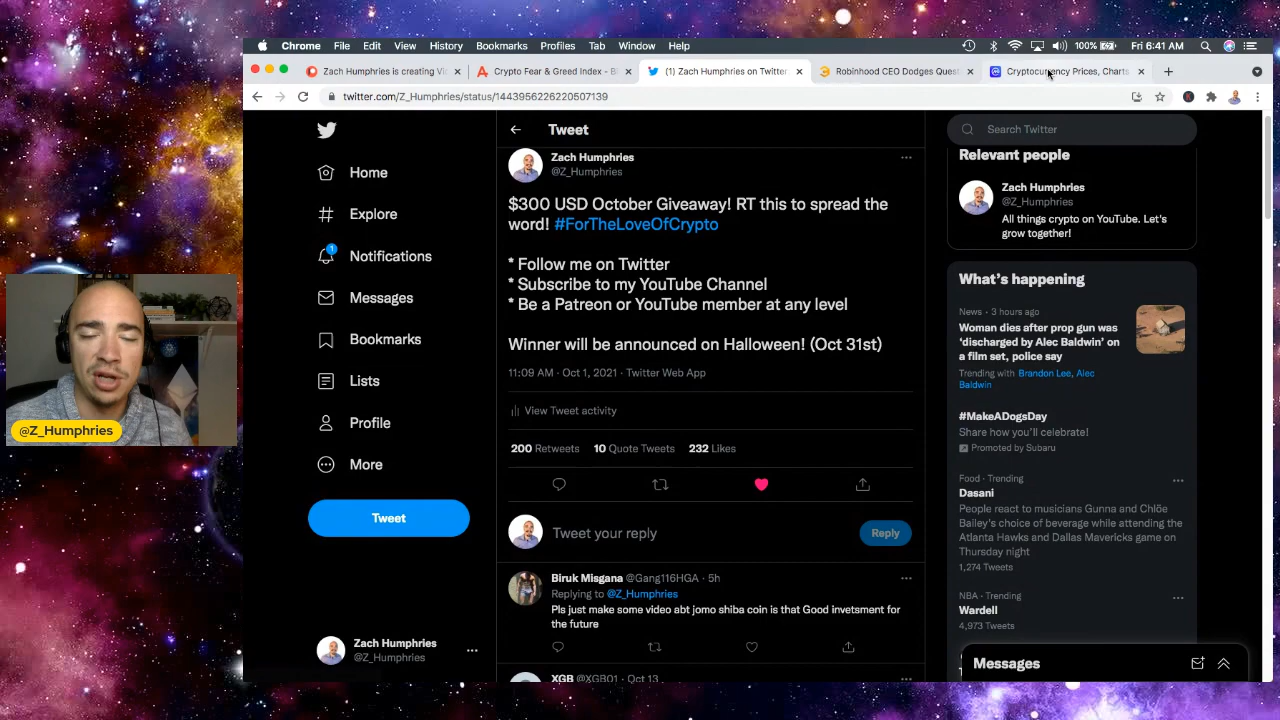 Chrome File Edit View History Bookmarks Profiles Tab Window Help 100% Fri 6:41 AM
Zach Humphries is creating Vi × Crypto Fear & Greed Index - B × (1) Zach Humphries on Twitter × Robinhood CEO Dodges Quest × Cryptocurrency Prices, Charts × +
twitter.com/Z_Humphries/status/1443956226220507139
Home
Explore
1
Notifications
Messages
Bookmarks
Lists
Profile
More
Tweet
Zach Humphries
@Z_Humphries
Tweet
Zach Humphries
@Z_Humphries
$300 USD October Giveaway! RT this to spread the
word! #ForTheLoveOfCrypto
* Follow me on Twitter
* Subscribe to my YouTube Channel
* Be a Patreon or YouTube member at any level
Winner will be announced on Halloween! (Oct 31st)
11:09 AM · Oct 1, 2021 · Twitter Web App
View Tweet activity
200 Retweets 10 Quote Tweets 232 Likes
Tweet your reply
Reply
Biruk Misgana @Gang116HGA · 5h
Replying to @Z_Humphries
Pls just make some video abt jomo shiba coin is that Good invetsment for
the future
XGB @XGB01 · Oct 13
Search Twitter
Relevant people
Zach Humphries
@Z_Humphries
All things crypto on YouTube. Let's
grow together!
What's happening
News · 3 hours ago
Woman dies after prop gun was
'discharged by Alec Baldwin' on
a film set, police say
Trending with Brandon Lee, Alec
Baldwin
#MakeADogsDay
Share how you'll celebrate!
Promoted by Subaru
Food · Trending
Dasani
People react to musicians Gunna and Chlöe
Bailey's choice of beverage while attending the
Atlanta Hawks and Dallas Mavericks game on
Thursday night
1,274 Tweets
NBA · Trending
Wardell
4,973 Tweets
Messages
@Z_Humphries